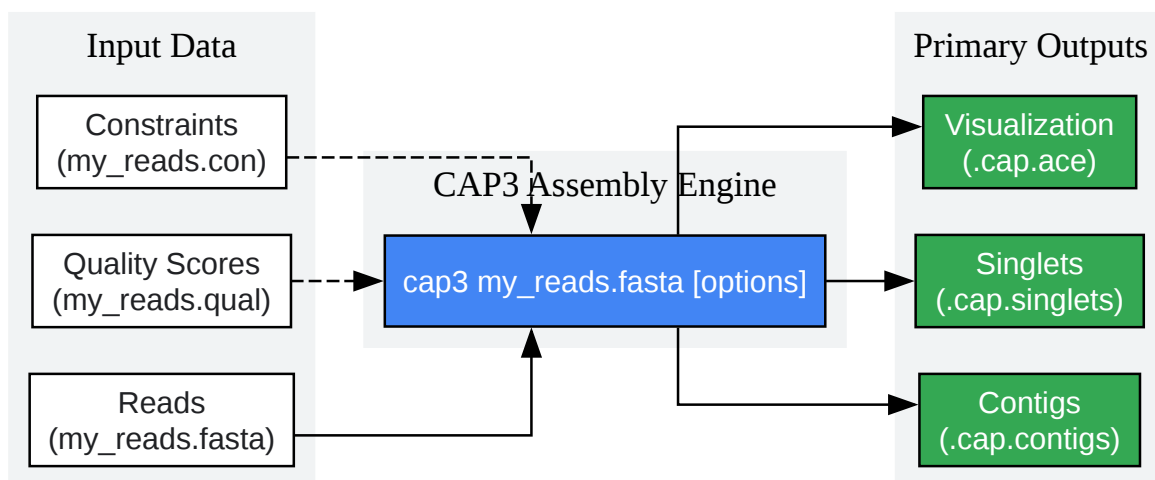 Input Data
Constraints
(my_reads.con)
Quality Scores
(my_reads.qual)
Reads
(my_reads.fasta)
CAP3 Assembly Engine
cap3 my_reads.fasta [options]
Primary Outputs
Visualization
(.cap.ace)
Singlets
(.cap.singlets)
Contigs
(.cap.contigs)